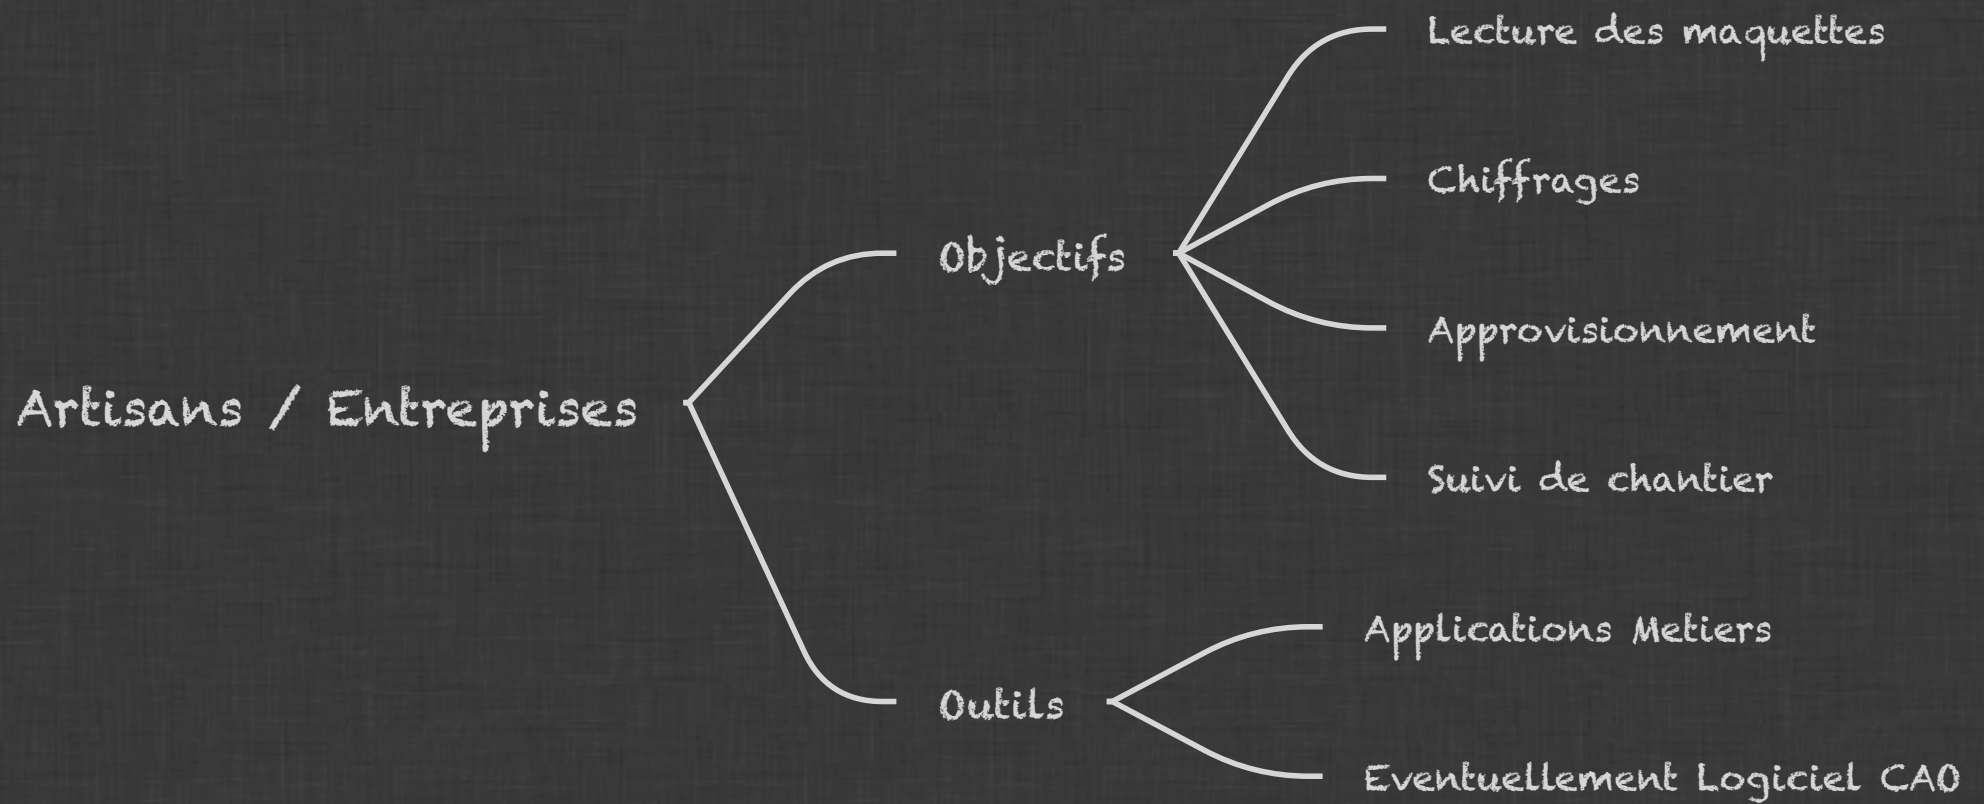 Artisans / Entreprises
Objectifs
Lecture des maquettes
Chiffrages
Approvisionnement
Suivi de chantier
Outils
Applications Metiers
Eventuellement Logiciel CAO